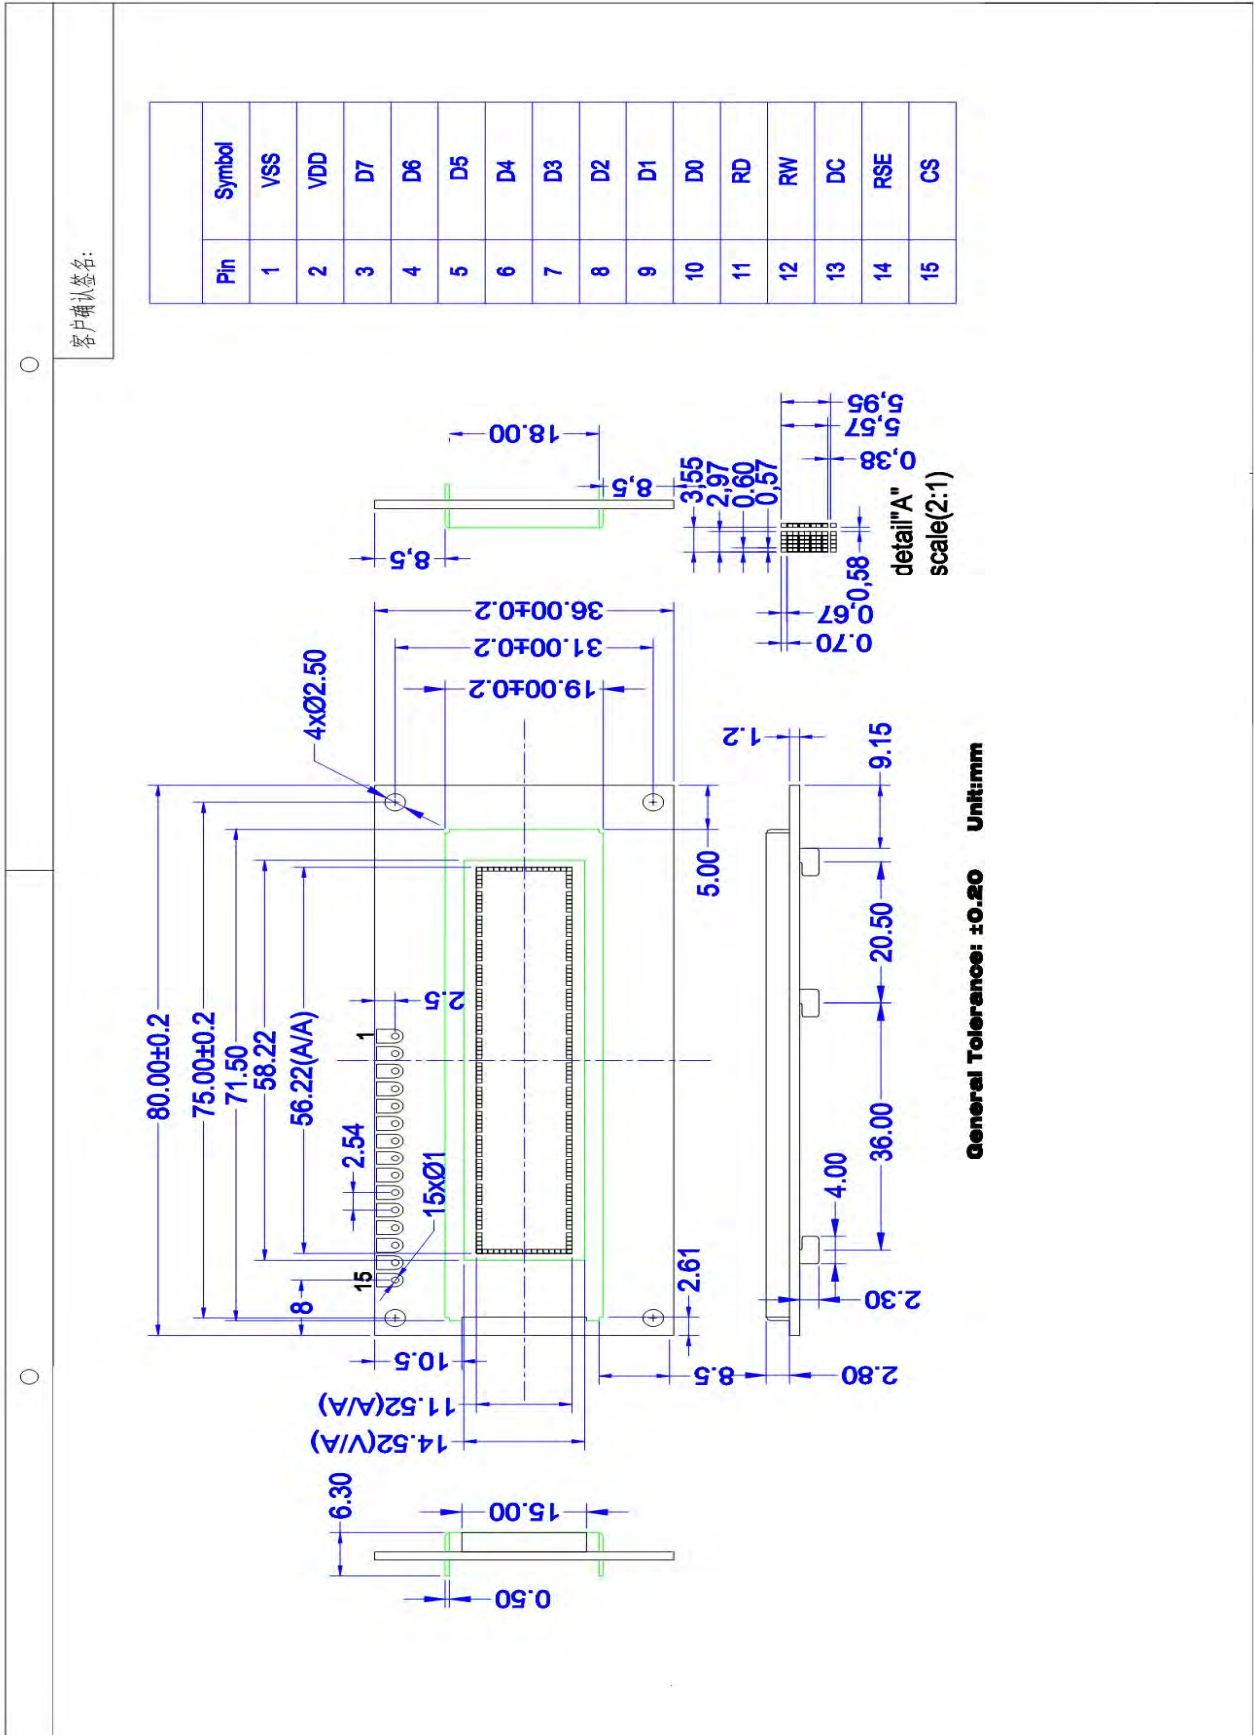 客户确认签名:
Pin Symbol
1 VSS
2 VDD
3 D7
4 D6
5 D5
6 D4
7 D3
8 D2
9 D1
10 D0
11 RD
12 RW
13 DC
14 RSE
15 CS
80.00±0.2
75.00±0.2
71.50
58.22
56.22(A/A)
2.54
15xØ1
4xØ2.50
8
15
1
2.5
10.5
11.52(A/A)
14.52(V/A)
2.61
8.5
5.00
19.00±0.2
31.00±0.2
36.00±0.2
6.30
15.00
0.50
8,5
18.00
8,5
3,55
2,97
0.60
0,57
5,95
5,57
0,38
0,58
0,67
0.70
detail"A"
scale(2:1)
1.2
9.15
20.50
36.00
4.00
2.30
2.80
General Tolerance: ±0.20 Unit:mm